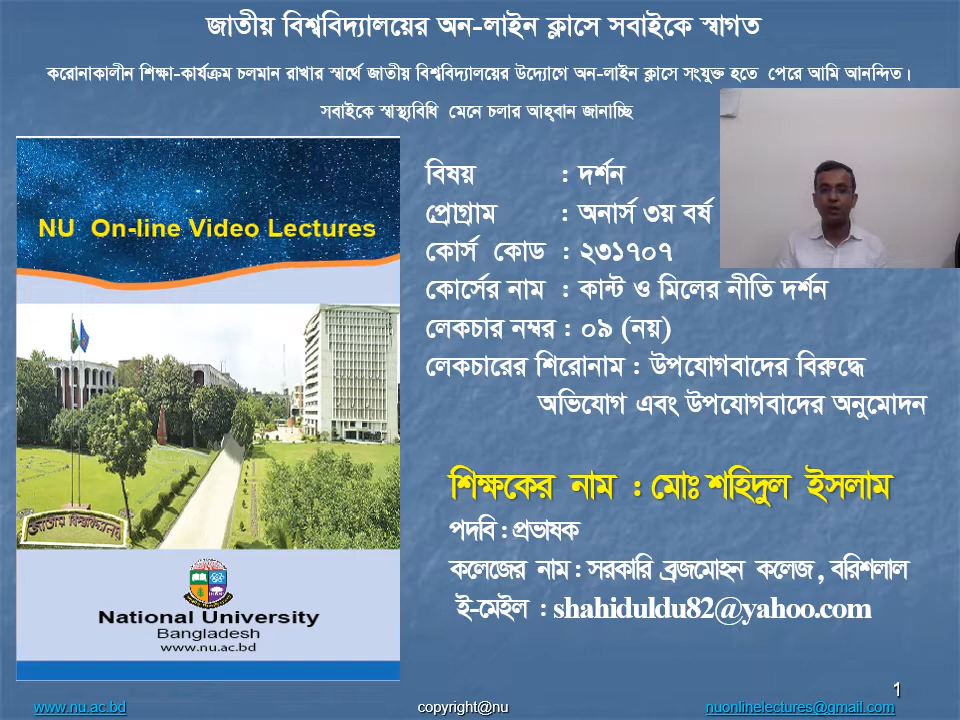 জাতীয় বিশ্ববিদ্যালয়ের অন-লাইন ক্লাসে সবাইকে স্বাগত
করোনাকালীন শিক্ষা-কার্যক্রম চলমান রাখার স্বার্থে জাতীয় বিশ্ববিদ্যালয়ের উদ্যোগে অন-লাইন ক্লাসে সংযুক্ত হতে পেরে আমি আনন্দিত।
সবাইকে স্বাস্থ্যবিধি মেনে চলার আহ্বান জানাচ্ছি
NU On-line Video Lectures
বিষয় : দর্শন
প্রোগ্রাম : অনার্স ৩য় বর্ষ
কোর্স কোড : ২৩১৭০৭
কোর্সের নাম : কান্ট ও মিলের নীতি দর্শন
লেকচার নম্বর : ০৯ (নয়)
লেকচারের শিরোনাম : উপযোগবাদের বিরুদ্ধে
অভিযোগ এবং উপযোগবাদের অনুমোদন
শিক্ষকের নাম : মোঃ শহিদুল ইসলাম
পদবি : প্রভাষক
কলেজের নাম : সরকারি ব্রজমোহন কলেজ, বরিশলাল
ই-মেইল : shahiduldu82@yahoo.com
জাতীয় বিশ্ববিদ্যালয়
National University
Bangladesh
www.nu.ac.bd
1
www.nu.ac.bd
copyright@nu
nuonlinelectures@gmail.com